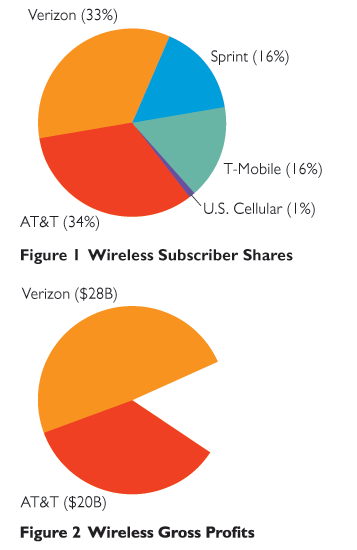 Verizon (33%)
Sprint (16%)
T-Mobile (16%)
U.S. Cellular (1%)
AT&T (34%)
Figure 1 Wireless Subscriber Shares
Verizon ($28B)
AT&T ($20B)
Figure 2 Wireless Gross Profits